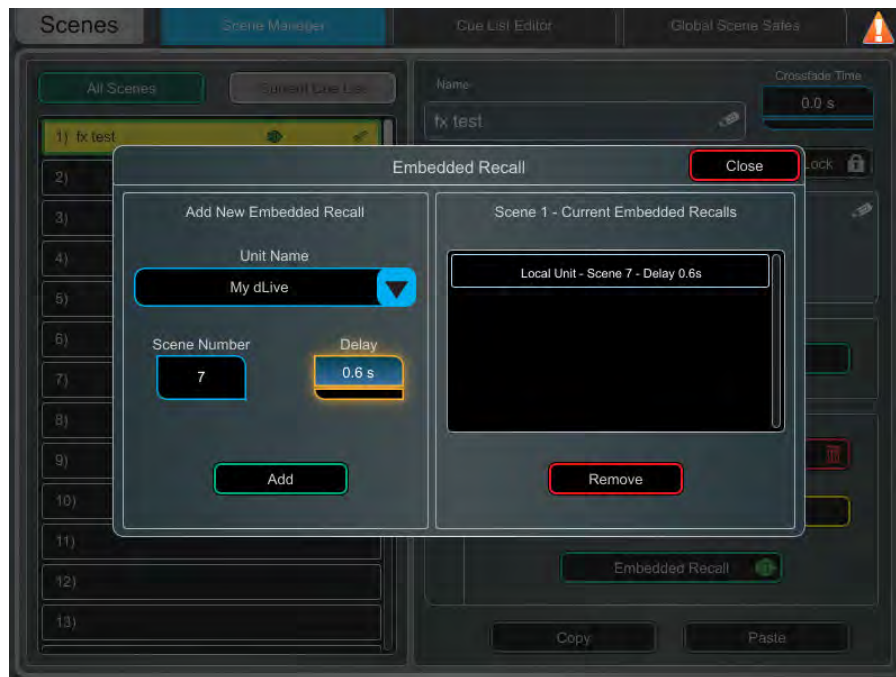 Scenes
Scene Manager
Cue List Editor
Global Scene Safes
All Scenes
Current Cue List
Name
Crossfade Time
0.0 s
fx test
1) fx test
Lock
2)
3)
4)
5)
6)
7)
8)
9)
10)
11)
12)
13)
Embedded Recall
Close
Add New Embedded Recall
Unit Name
My dLive
Scene Number
Delay
7
0.6 s
Add
Scene 1 - Current Embedded Recalls
Local Unit - Scene 7 - Delay 0.6s
Remove
Embedded Recall
Copy
Paste